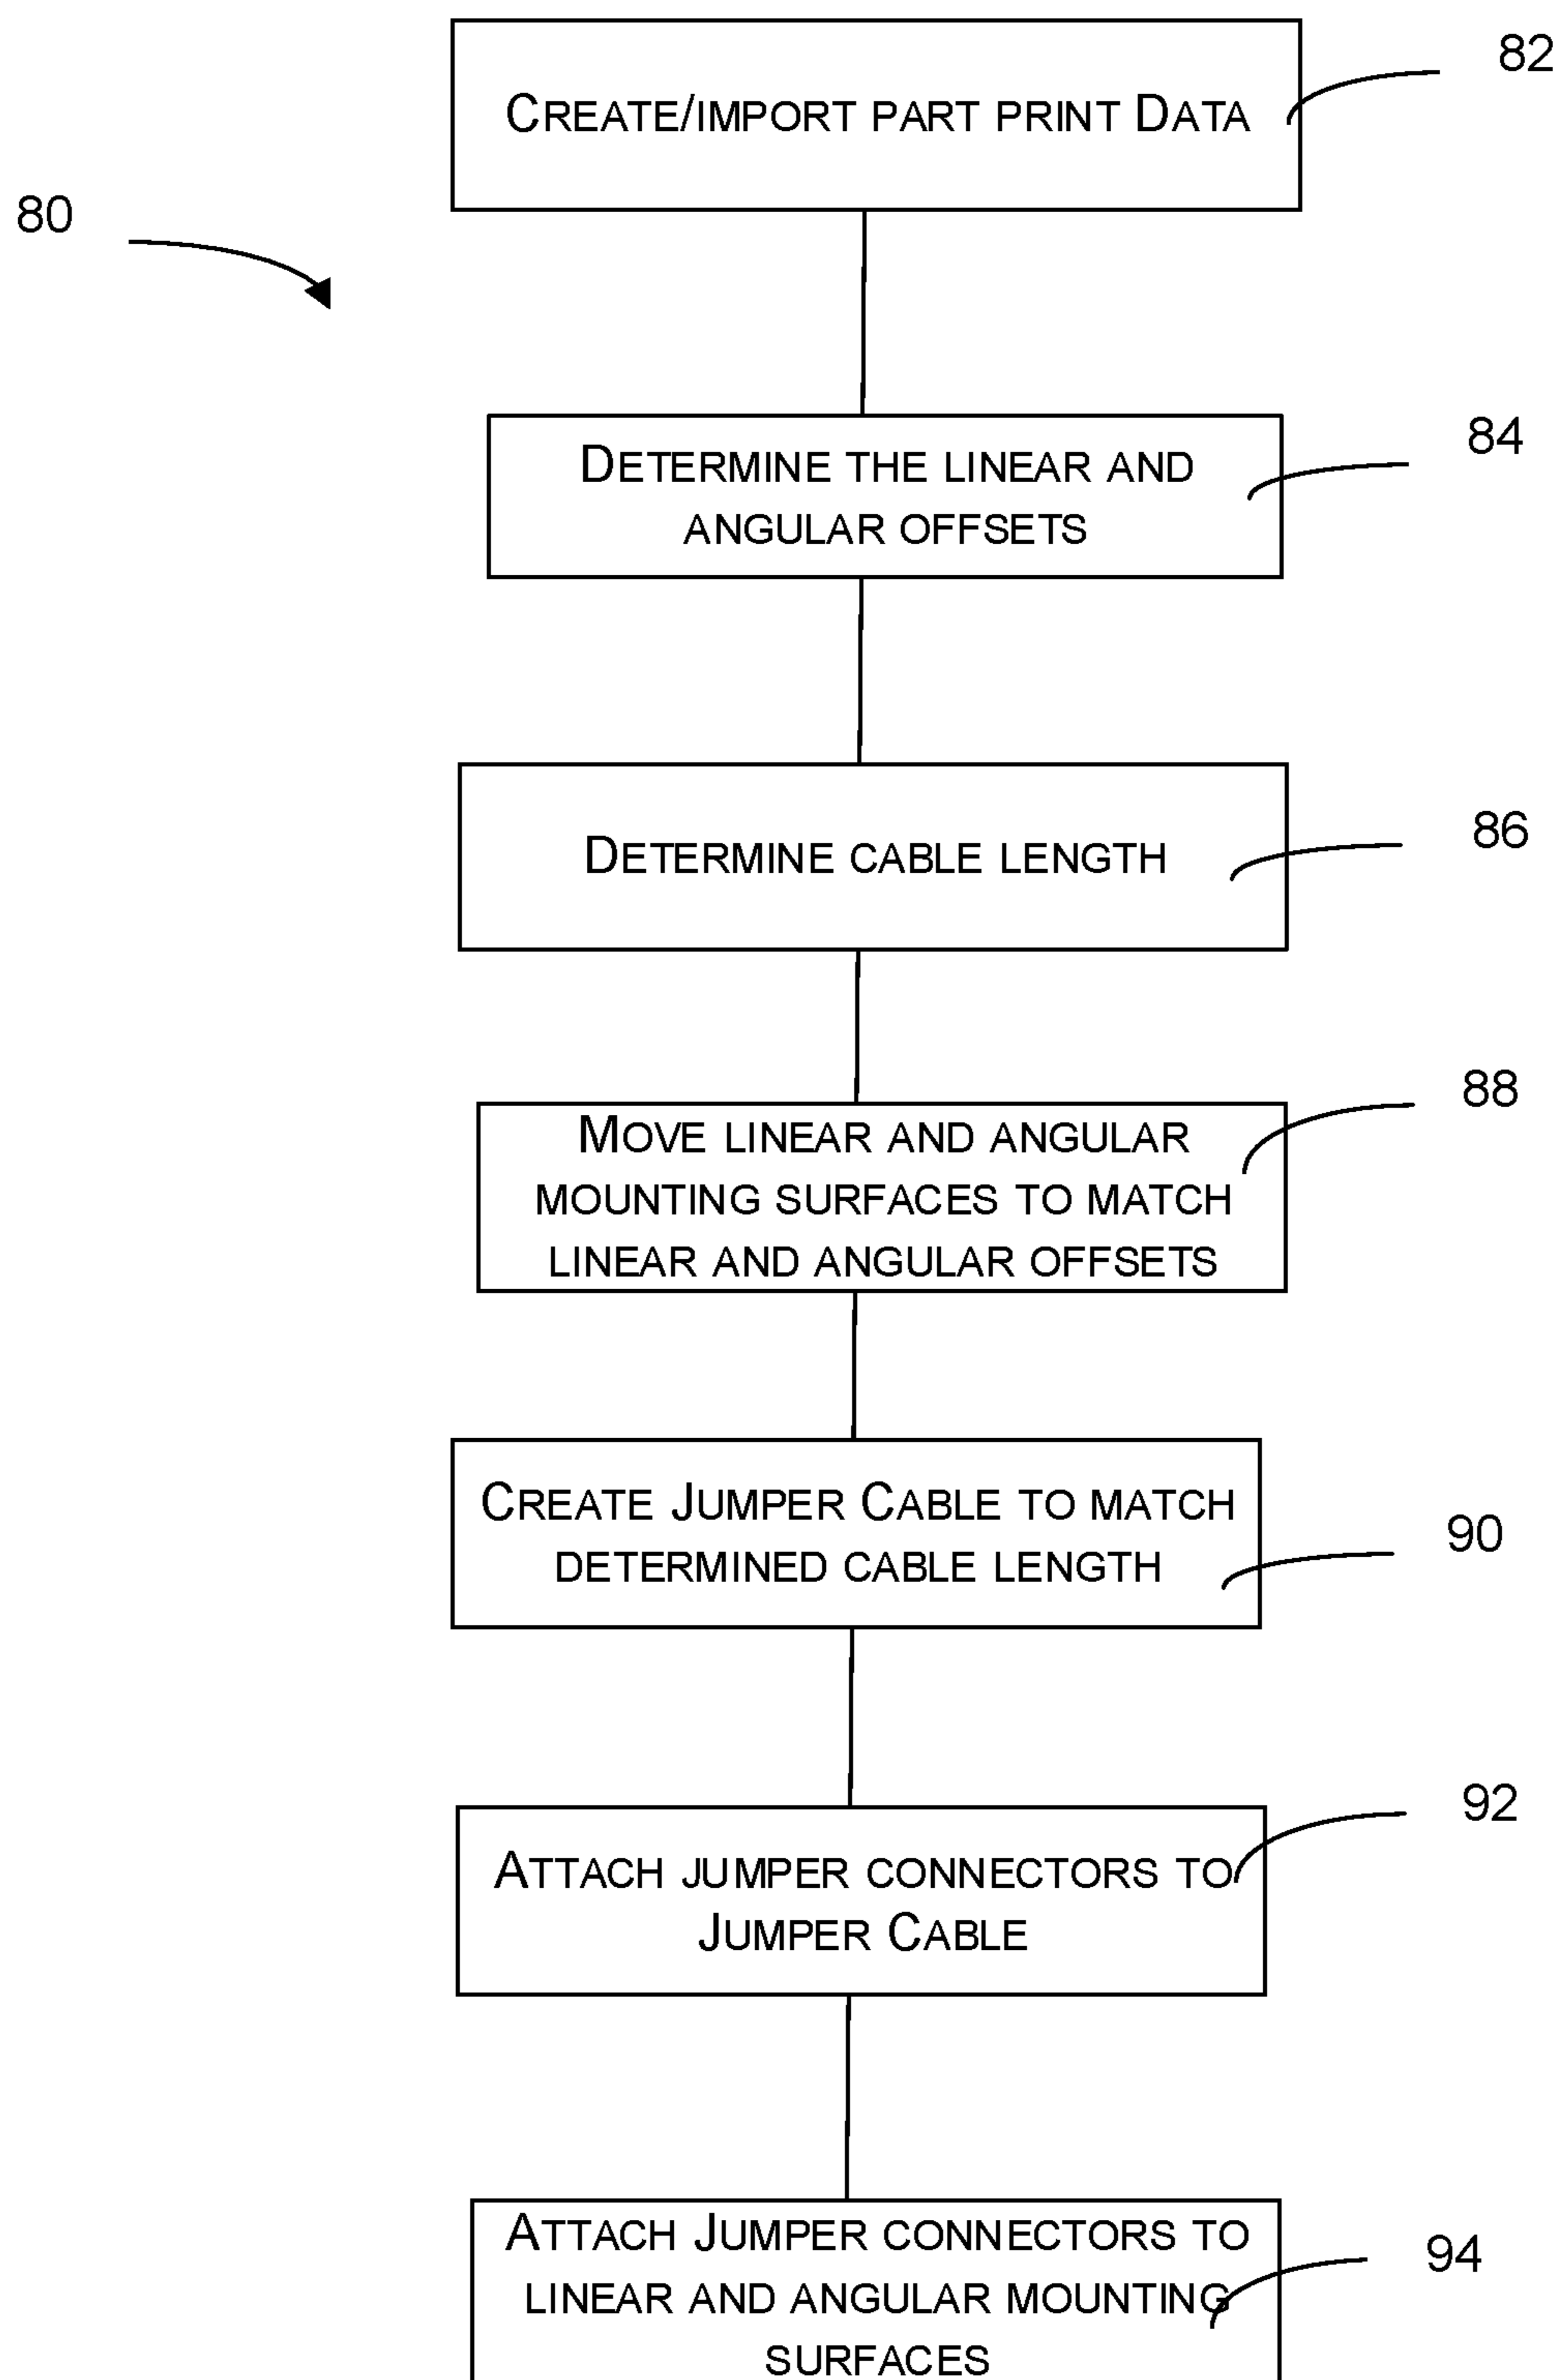 82
CREATE/IMPORT PART PRINT DATA
80
84
DETERMINE THE LINEAR AND
ANGULAR OFFSETS
86
DETERMINE CABLE LENGTH
88
MOVE LINEAR AND ANGULAR
MOUNTING SURFACES TO MATCH
LINEAR AND ANGULAR OFFSETS
90
CREATE JUMPER CABLE TO MATCH
DETERMINED CABLE LENGTH
92
ATTACH JUMPER CONNECTORS TO
JUMPER CABLE
94
ATTACH JUMPER CONNECTORS TO
LINEAR AND ANGULAR MOUNTING
SURFACES